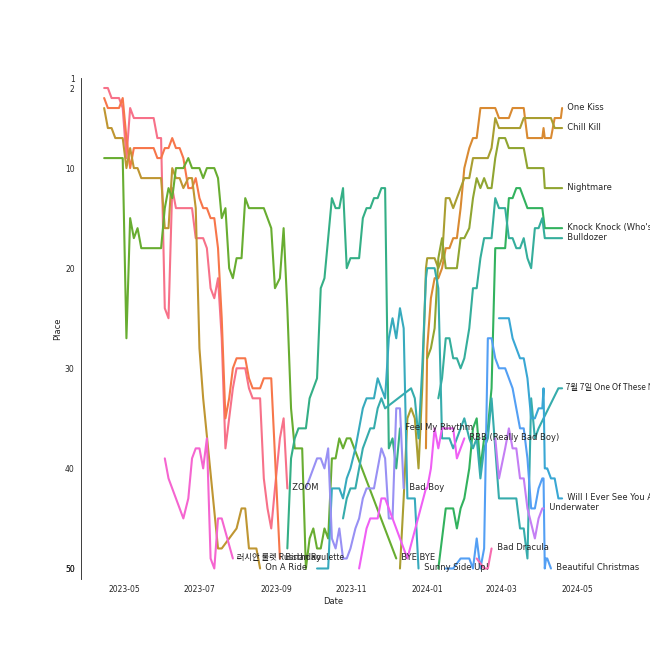 1
2
10
20
30
40
50
Place
2023-05
2023-07
2023-09
2023-11
2024-01
2024-03
2024-05
Date
One Kiss
Chill Kill
Nightmare
Knock Knock (Who's
Bulldozer
7월 7일 One Of These
Feel My Rhythm
RBB (Really Bad Boy)
ZOOM
Bad Boy
Will I Ever See You A
Underwater
Bad Dracula
러시안 룰렛 Russian Roulette
BYE BYE
On A Ride
Sunny Side Up!
Beautiful Christmas